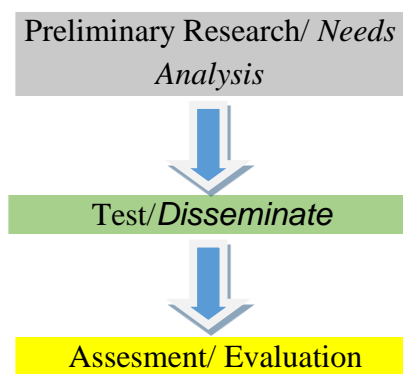 Preliminary Research/ Needs
Analysis
Test/Disseminate
Assesment/ Evaluation